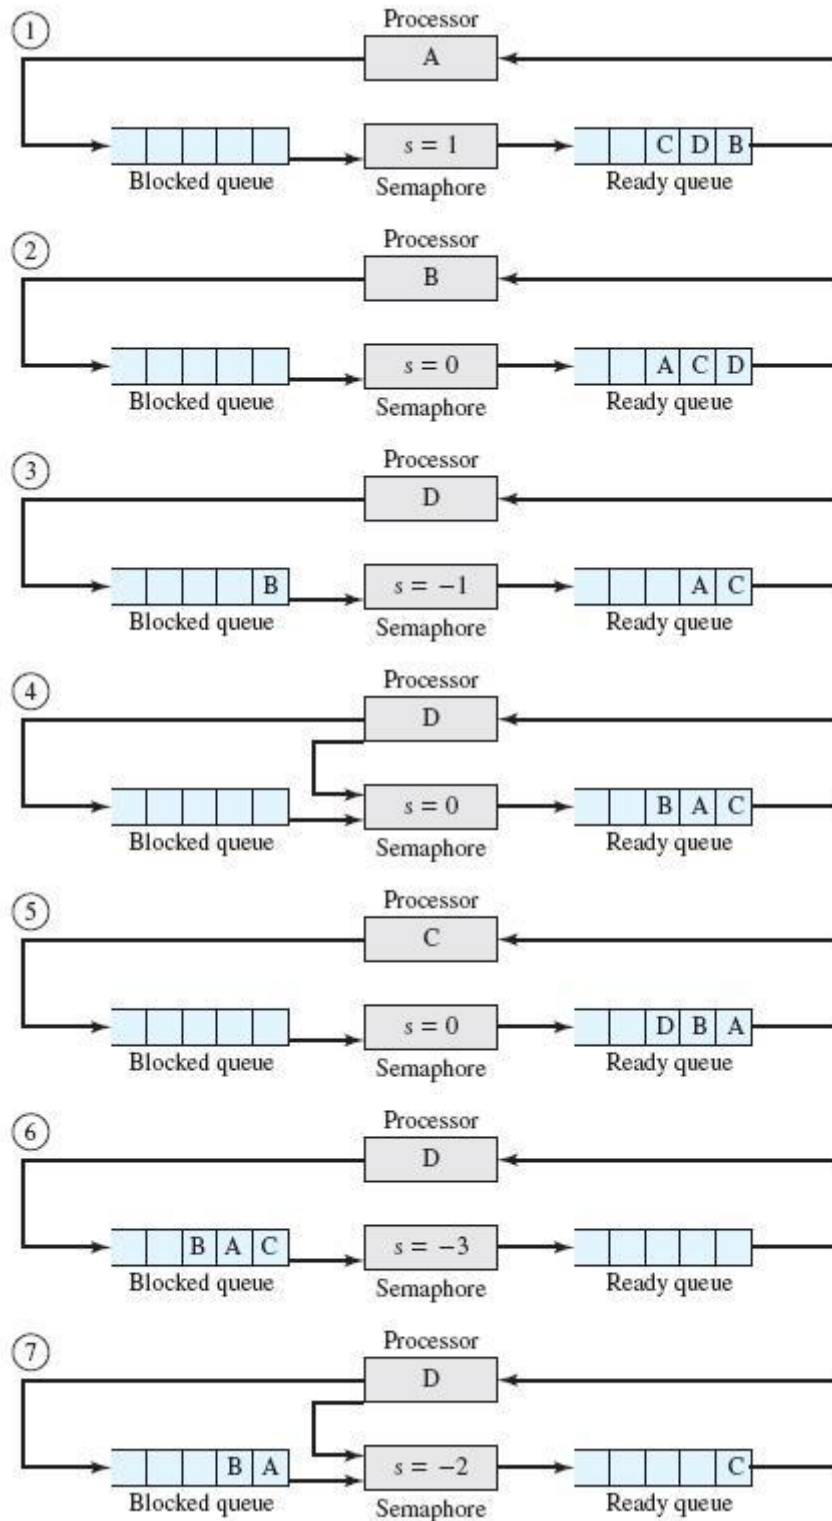 1
Processor
A
s = 1
C D B
Blocked queue
Semaphore
Ready queue
2
Processor
B
s = 0
A C D
Blocked queue
Semaphore
Ready queue
3
Processor
D
B
s = −1
A C
Blocked queue
Semaphore
Ready queue
4
Processor
D
s = 0
B A C
Blocked queue
Semaphore
Ready queue
5
Processor
C
s = 0
D B A
Blocked queue
Semaphore
Ready queue
6
Processor
D
B A C
s = −3
Blocked queue
Semaphore
Ready queue
7
Processor
D
B A
s = −2
C
Blocked queue
Semaphore
Ready queue